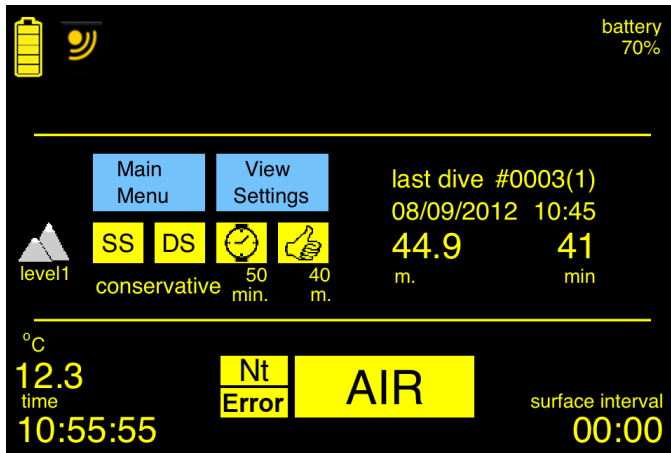 battery
70%
Main
Menu
View
Settings
last dive #0003(1)
08/09/2012 10:45
44.9 41
m. min
SS DS
level1
conservative
50
min.
40
m.
°C
12.3
time
10:55:55
Nt
Error
AIR
surface interval
00:00